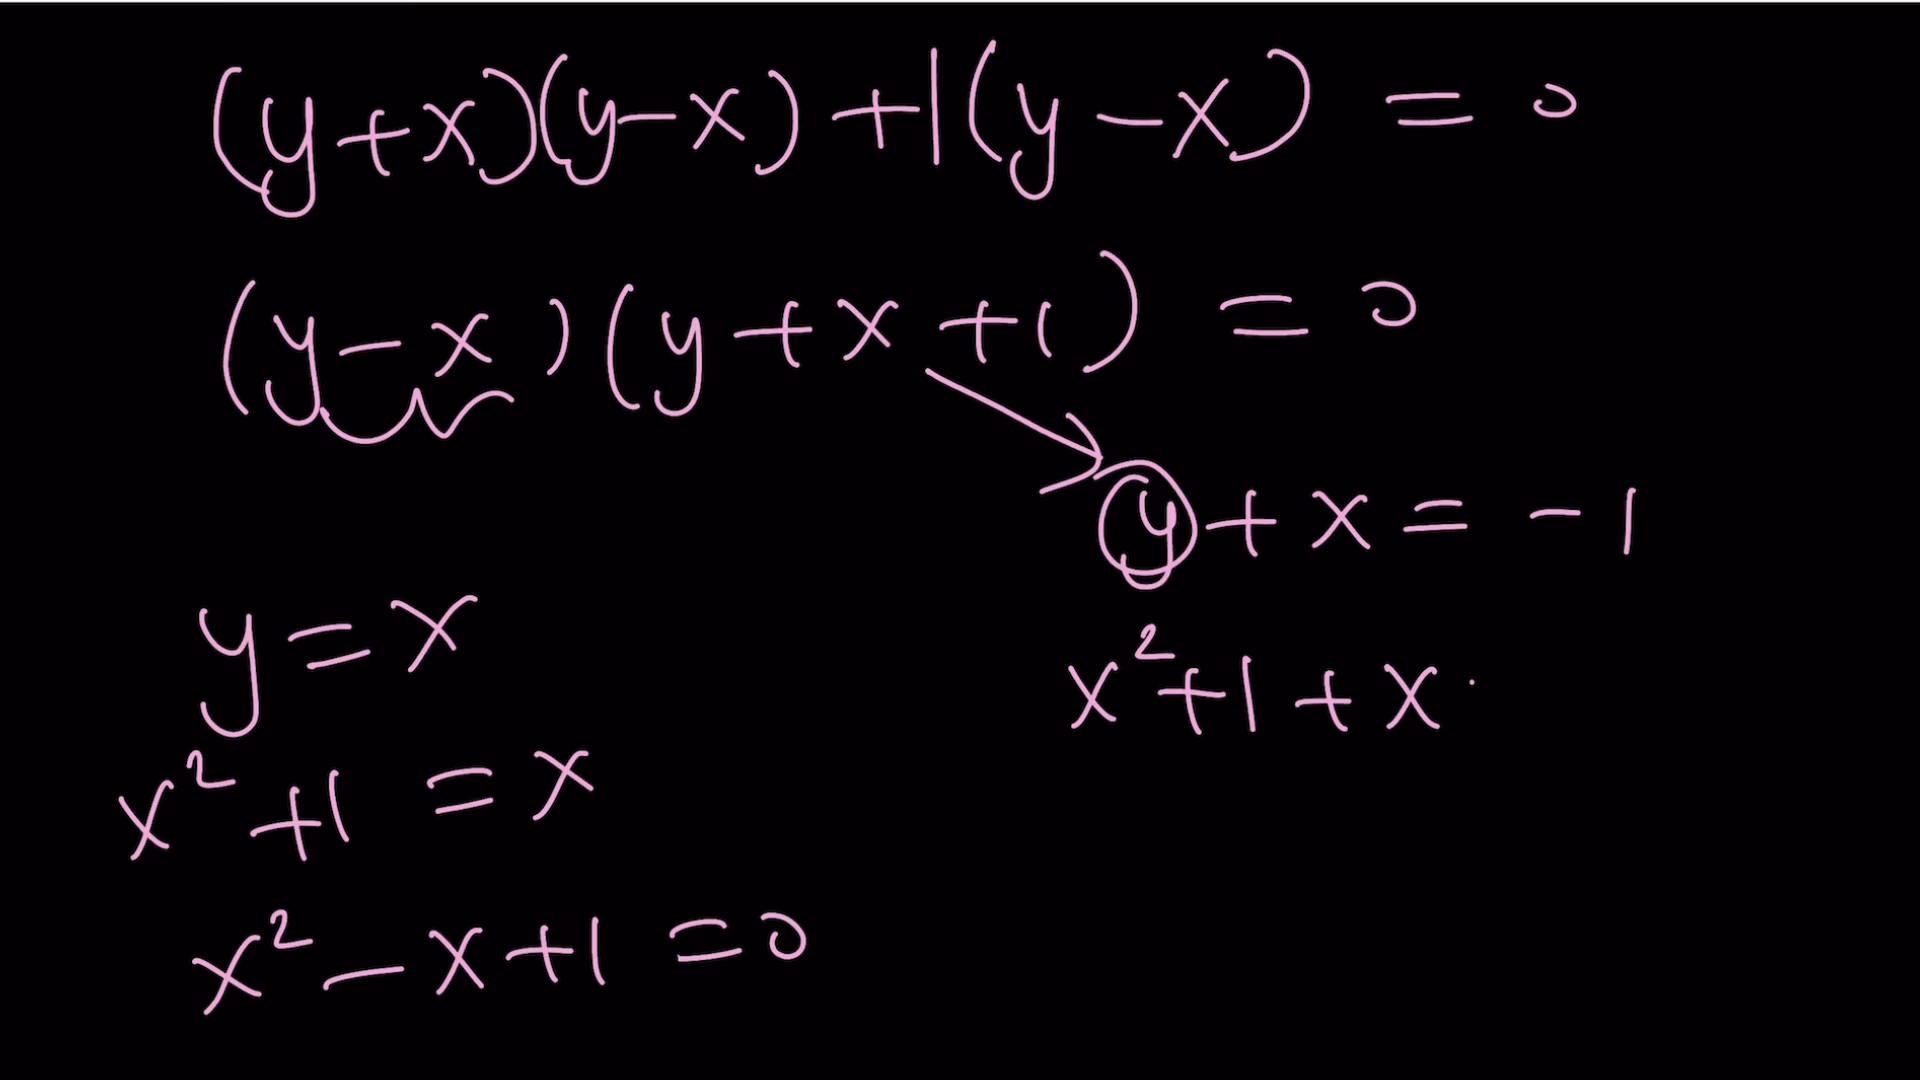 (y+x)(y-x)+1(y-x) = 0
(y-x)(y+x+1) = 0
y+x = -1
y=x
x²+1+x
x²+1 = x
x²-x+1=0